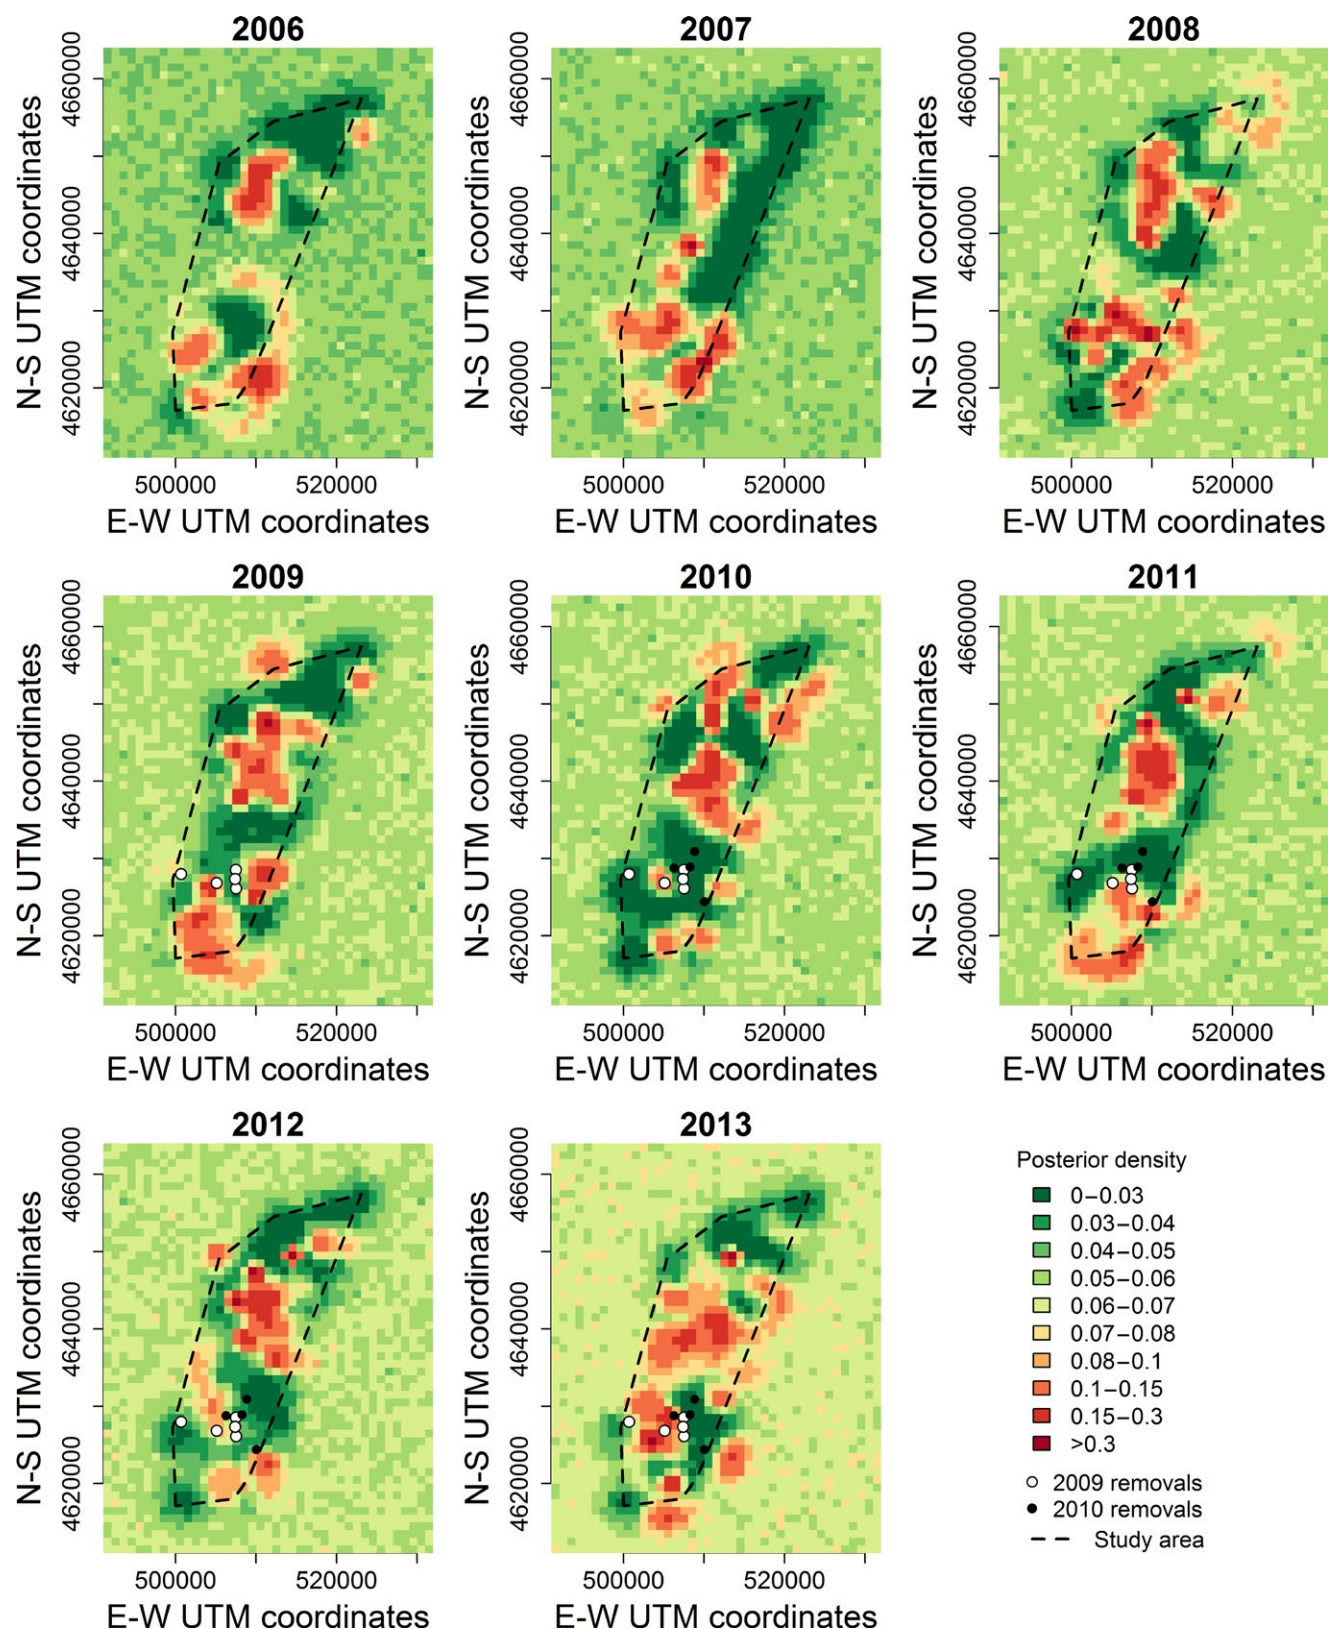 2006
2007
2008
N-S UTM coordinates
4620000 4640000 4660000
500000 520000
E-W UTM coordinates
N-S UTM coordinates
4620000 4640000 4660000
500000 520000
E-W UTM coordinates
N-S UTM coordinates
4620000 4640000 4660000
500000 520000
E-W UTM coordinates
2009
2010
2011
N-S UTM coordinates
4620000 4640000 4660000
500000 520000
E-W UTM coordinates
N-S UTM coordinates
4620000 4640000 4660000
500000 520000
E-W UTM coordinates
N-S UTM coordinates
4620000 4640000 4660000
500000 520000
E-W UTM coordinates
2012
2013
N-S UTM coordinates
4620000 4640000 4660000
500000 520000
E-W UTM coordinates
N-S UTM coordinates
4620000 4640000 4660000
500000 520000
E-W UTM coordinates
Posterior density
0–0.03
0.03–0.04
0.04–0.05
0.05–0.06
0.06–0.07
0.07–0.08
0.08–0.1
0.1–0.15
0.15–0.3
>0.3
2009 removals
2010 removals
Study area